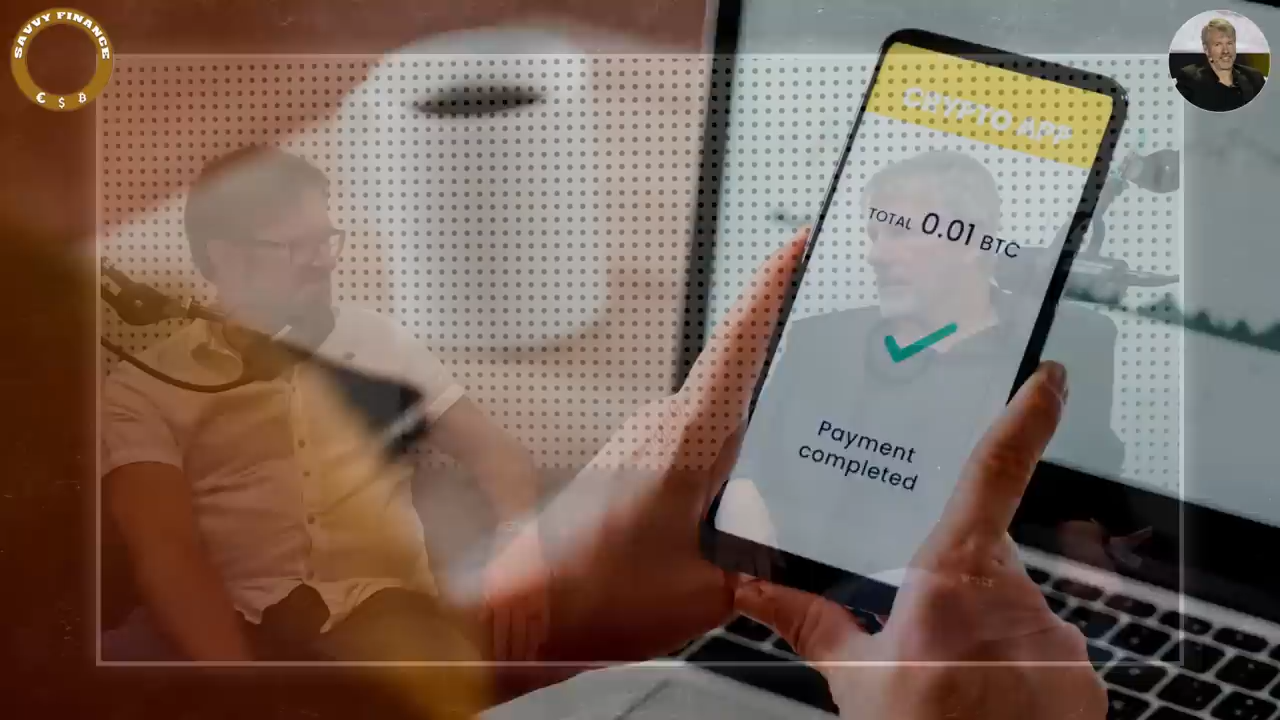 SAVVY FINANCE
€ $ ₿
CRYPTO APP
TOTAL 0.01 BTC
Payment
completed